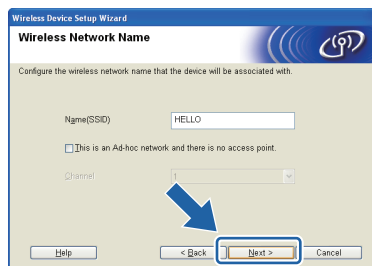 Wireless Device Setup Wizard
Wireless Network Name
Configure the wireless network name that the device will be associated with.
Name(SSID) HELLO
This is an Ad-hoc network and there is no access point.
Channel 1
Help < Back Next > Cancel